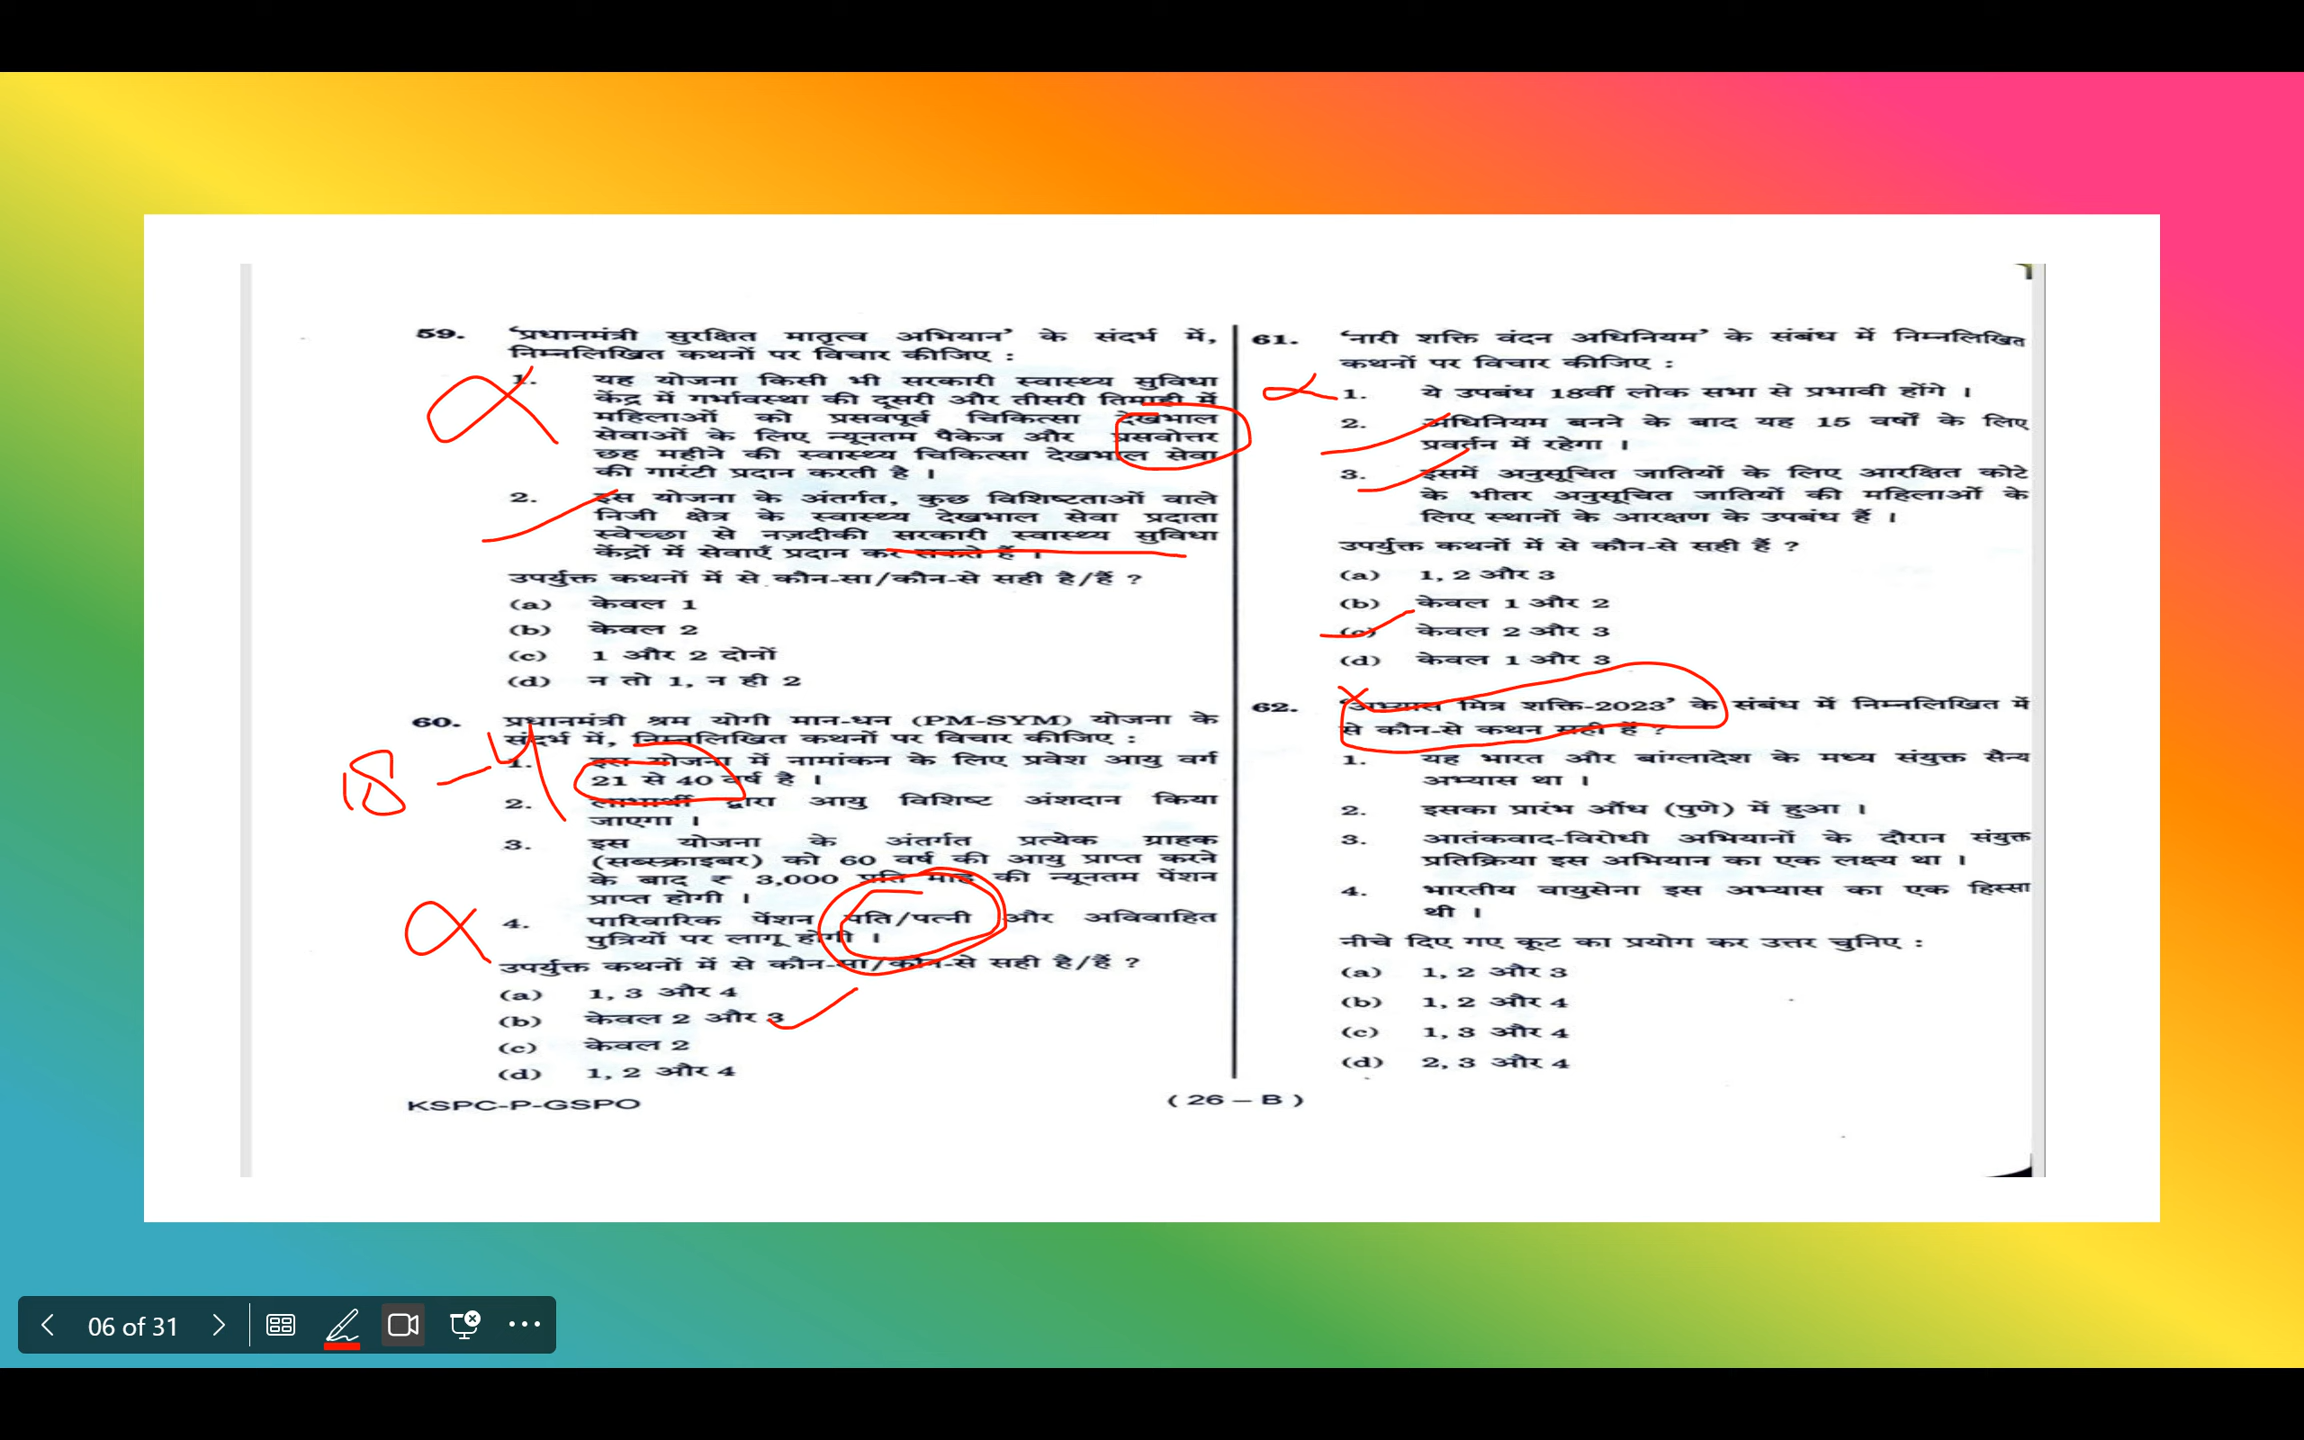 59. ‘प्रधानमंत्री सुरक्षित मातृत्व अभियान’ के संदर्भ में,
निम्नलिखित कथनों पर विचार कीजिए :
1. यह योजना किसी भी सरकारी स्वास्थ्य सुविधा
केंद्र में गर्भावस्था की दूसरी और तीसरी तिमाही में
महिलाओं को प्रसवपूर्व चिकित्सा देखभाल
सेवाओं के लिए न्यूनतम पैकेज और प्रसवोत्तर
छह महीने की स्वास्थ्य चिकित्सा देखभाल सेवा
की गारंटी प्रदान करती है ।
2. इस योजना के अंतर्गत, कुछ विशिष्टताओं वाले
निजी क्षेत्र के स्वास्थ्य देखभाल सेवा प्रदाता
स्वेच्छा से नज़दीकी सरकारी स्वास्थ्य सुविधा
केंद्रों में सेवाएँ प्रदान कर सकते हैं ।
उपर्युक्त कथनों में से कौन-सा/कौन-से सही है/हैं ?
(a) केवल 1
(b) केवल 2
(c) 1 और 2 दोनों
(d) न तो 1, न ही 2
60. प्रधानमंत्री श्रम योगी मान-धन (PM-SYM) योजना के
संदर्भ में, निम्नलिखित कथनों पर विचार कीजिए :
18 – 4
1. इस योजना में नामांकन के लिए प्रवेश आयु वर्ग
21 से 40 वर्ष है ।
2. लाभार्थी द्वारा आयु विशिष्ट अंशदान किया
जाएगा ।
3. इस योजना के अंतर्गत प्रत्येक ग्राहक
(सब्स्क्राइबर) को 60 वर्ष की आयु प्राप्त करने
के बाद ₹ 3,000 प्रति माह की न्यूनतम पेंशन
प्राप्त होगी ।
4. पारिवारिक पेंशन पति/पत्नी और अविवाहित
पुत्रियों पर लागू होगी ।
उपर्युक्त कथनों में से कौन-सा/कौन-से सही है/हैं ?
(a) 1, 3 और 4
(b) केवल 2 और 3
(c) केवल 2
(d) 1, 2 और 4
KSPC-P-GSPO
61. ‘नारी शक्ति वंदन अधिनियम’ के संबंध में निम्नलिखित
कथनों पर विचार कीजिए :
1. ये उपबंध 18वीं लोक सभा से प्रभावी होंगे ।
2. अधिनियम बनने के बाद यह 15 वर्षों के लिए
प्रवर्तन में रहेगा ।
3. इसमें अनुसूचित जातियों के लिए आरक्षित कोटे
के भीतर अनुसूचित जातियों की महिलाओं के
लिए स्थानों के आरक्षण के उपबंध हैं ।
उपर्युक्त कथनों में से कौन-से सही हैं ?
(a) 1, 2 और 3
(b) केवल 1 और 2
(c) केवल 2 और 3
(d) केवल 1 और 3
62. ‘अभ्यास मित्र शक्ति-2023’ के संबंध में निम्नलिखित में
से कौन-से कथन सही हैं ?
1. यह भारत और बांग्लादेश के मध्य संयुक्त सैन्य
अभ्यास था ।
2. इसका प्रारंभ औंध (पुणे) में हुआ ।
3. आतंकवाद-विरोधी अभियानों के दौरान संयुक्त
प्रतिक्रिया इस अभियान का एक लक्ष्य था ।
4. भारतीय वायुसेना इस अभ्यास का एक हिस्सा
थी ।
नीचे दिए गए कूट का प्रयोग कर उत्तर चुनिए :
(a) 1, 2 और 3
(b) 1, 2 और 4
(c) 1, 3 और 4
(d) 2, 3 और 4
( 26 – B )
06 of 31